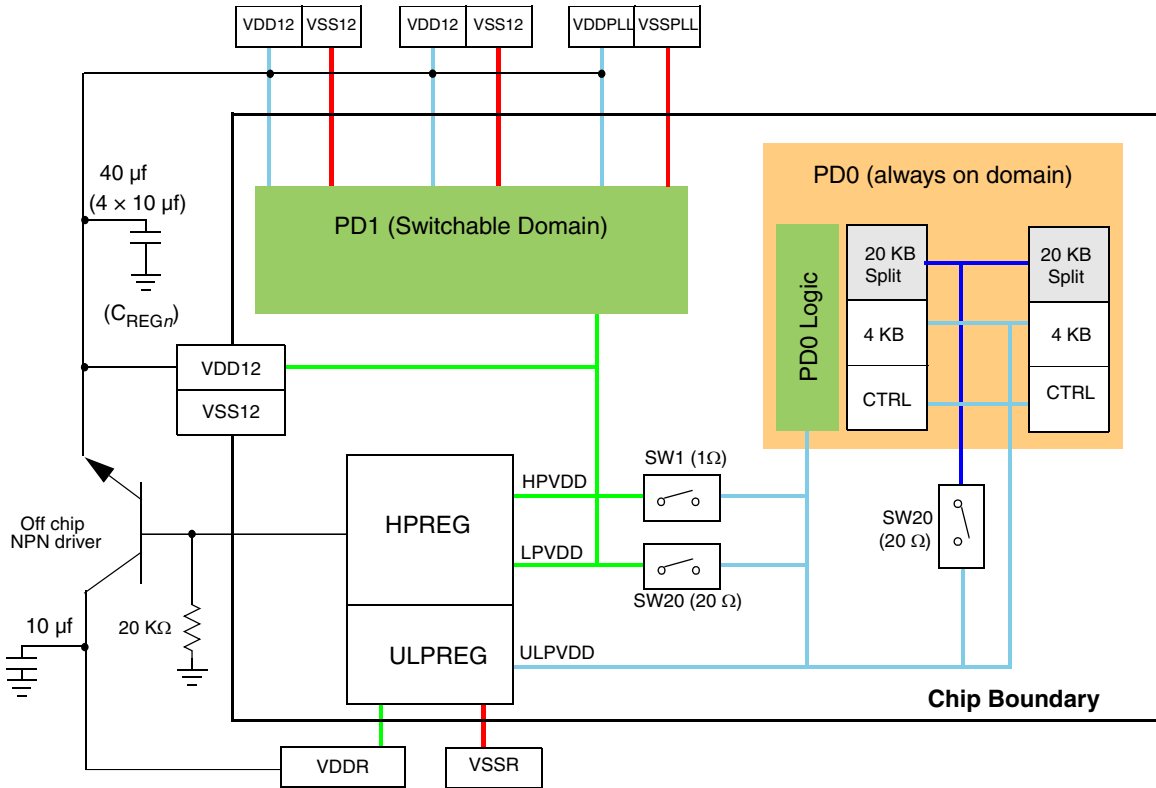 VDD12 VSS12
VDD12 VSS12
VDDPLL VSSPLL
40 µf
(4 × 10 µf)
(CREGn)
PD1 (Switchable Domain)
PD0 (always on domain)
PD0 Logic
20 KB
Split
4 KB
CTRL
20 KB
Split
4 KB
CTRL
VDD12
VSS12
Off chip
NPN driver
HPREG
ULPREG
HPVDD
LPVDD
ULPVDD
SW1 (1Ω)
SW20 (20 Ω)
SW20
(20 Ω)
10 µf
20 KΩ
Chip Boundary
VDDR
VSSR